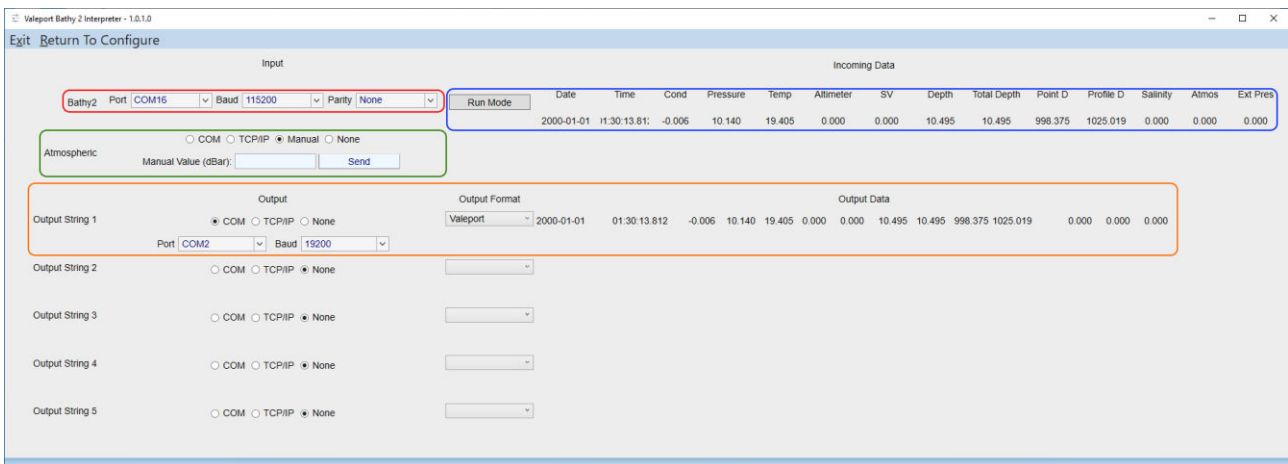 Valeport Bathy 2 Interpreter - 1.0.1.0
Exit Return To Configure
Input Incoming Data
Bathy2 Port COM16 Baud 115200 Parity None Run Mode Date Time Cond Pressure Temp Altimeter SV Depth Total Depth Point D Profile D Salinity Atmos Ext Pres
2000-01-01 01:30:13.812 -0.006 10.140 19.405 0.000 0.000 10.495 10.495 998.375 1025.019 0.000 0.000 0.000
COM TCP/IP Manual None
Atmospheric
Manual Value (dBar): Send
Output Output Format Output Data
Output String 1 COM TCP/IP None Valeport 2000-01-01 01:30:13.812 -0.006 10.140 19.405 0.000 0.000 10.495 10.495 998.375 1025.019 0.000 0.000 0.000
Port COM2 Baud 19200
Output String 2 COM TCP/IP None
Output String 3 COM TCP/IP None
Output String 4 COM TCP/IP None
Output String 5 COM TCP/IP None